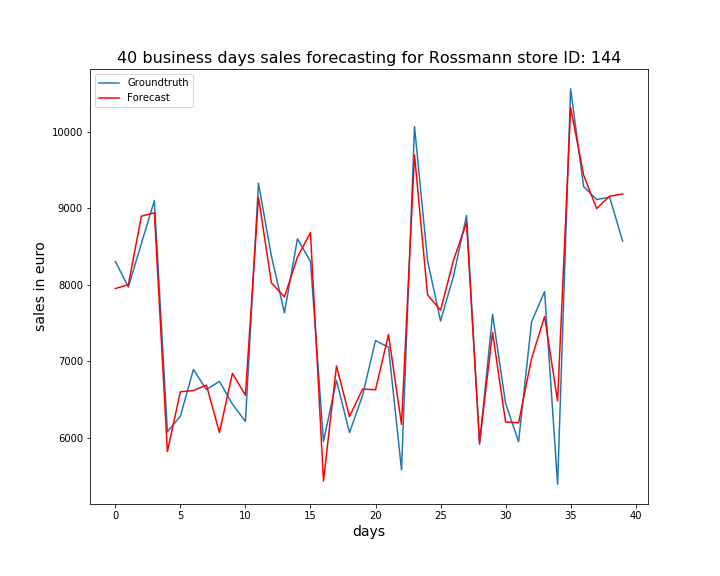 40 business days sales forecasting for Rossmann store ID: 144
Groundtruth
Forecast
10000
9000
8000
7000
6000
sales in euro
0 5 10 15 20 25 30 35 40
days